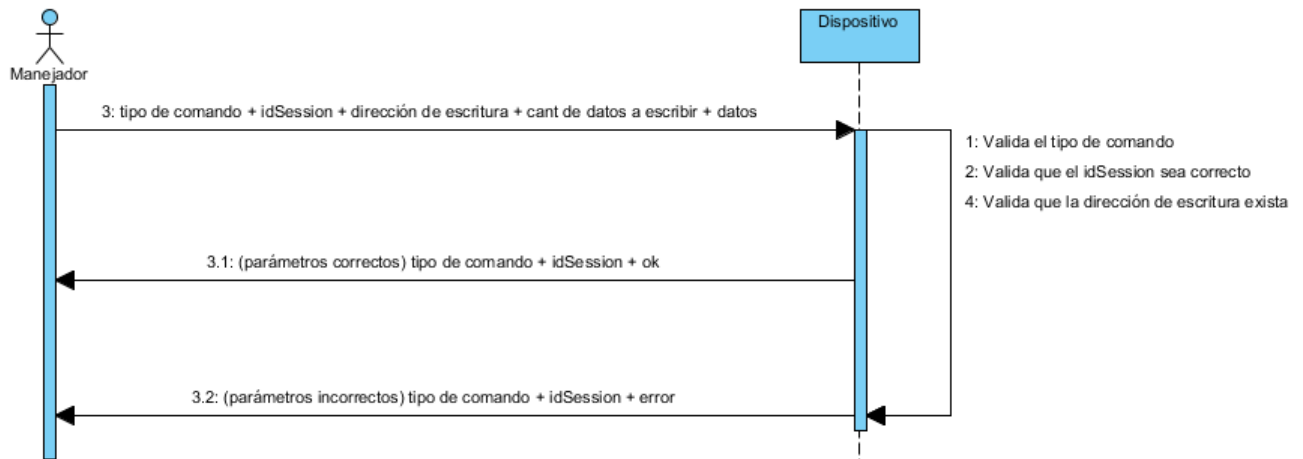 Dispositivo
Manejador
3: tipo de comando + idSession + dirección de escritura + cant de datos a escribir + datos
1: Valida el tipo de comando
2: Valida que el idSession sea correcto
4: Valida que la dirección de escritura exista
3.1: (parámetros correctos) tipo de comando + idSession + ok
3.2: (parámetros incorrectos) tipo de comando + idSession + error